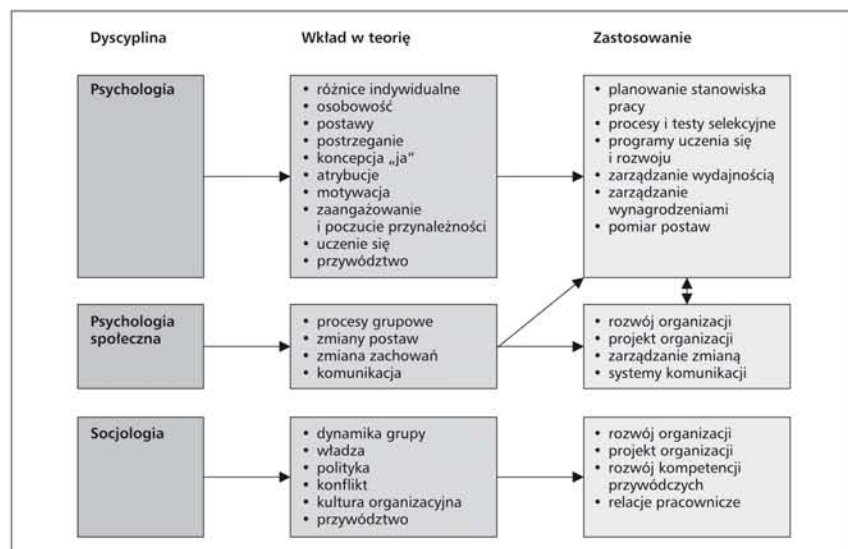 Dyscyplina
Wkład w teorię
Zastosowanie
Psychologia
• różnice indywidualne
• osobowość
• postawy
• postrzeganie
• koncepcja „ja”
• atrybucje
• motywacja
• zaangażowanie
i poczucie przynależności
• uczenie się
• przywództwo
• planowanie stanowiska
pracy
• procesy i testy selekcyjne
• programy uczenia się
i rozwoju
• zarządzanie wydajnością
• zarządzanie
wynagrodzeniami
• pomiar postaw
Psychologia
społeczna
• procesy grupowe
• zmiany postaw
• zmiana zachowań
• komunikacja
• rozwój organizacji
• projekt organizacji
• zarządzanie zmianą
• systemy komunikacji
Socjologia
• dynamika grupy
• władza
• polityka
• konflikt
• kultura organizacyjna
• przywództwo
• rozwój organizacji
• projekt organizacji
• rozwój kompetencji
przywódczych
• relacje pracownicze